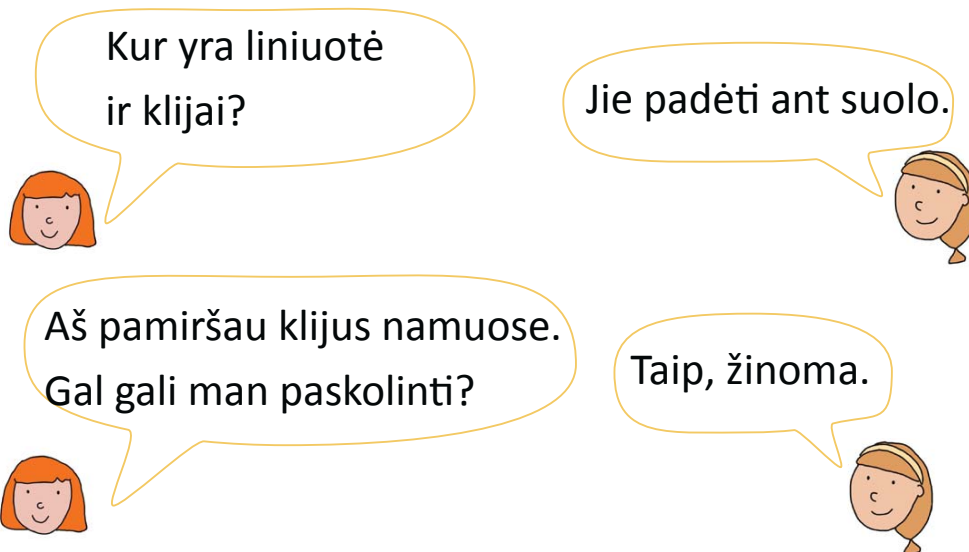 Kur yra liniuotė
ir klijai?
Jie padėti ant suolo.
Aš pamiršau klijus namuose.
Gal gali man paskolinti?
Taip, žinoma.